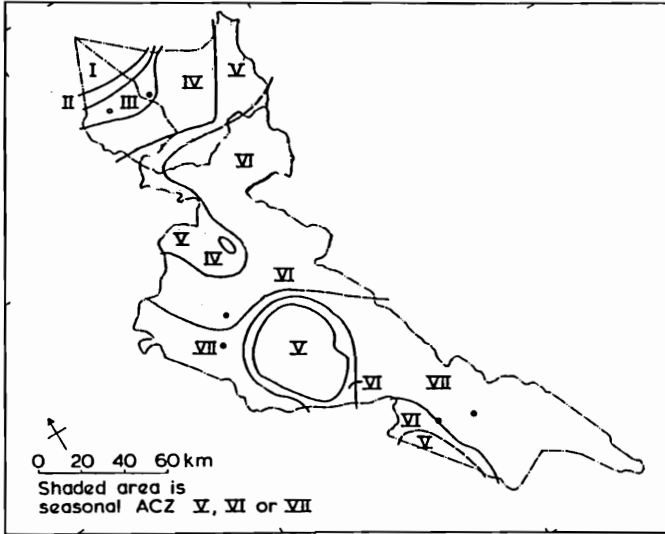 I
IV
V
II
III
VI
V
IV
VI
VII
V
VI
VII
VI
V
0 20 40 60 km
Shaded area is
seasonal ACZ V, VI or VII